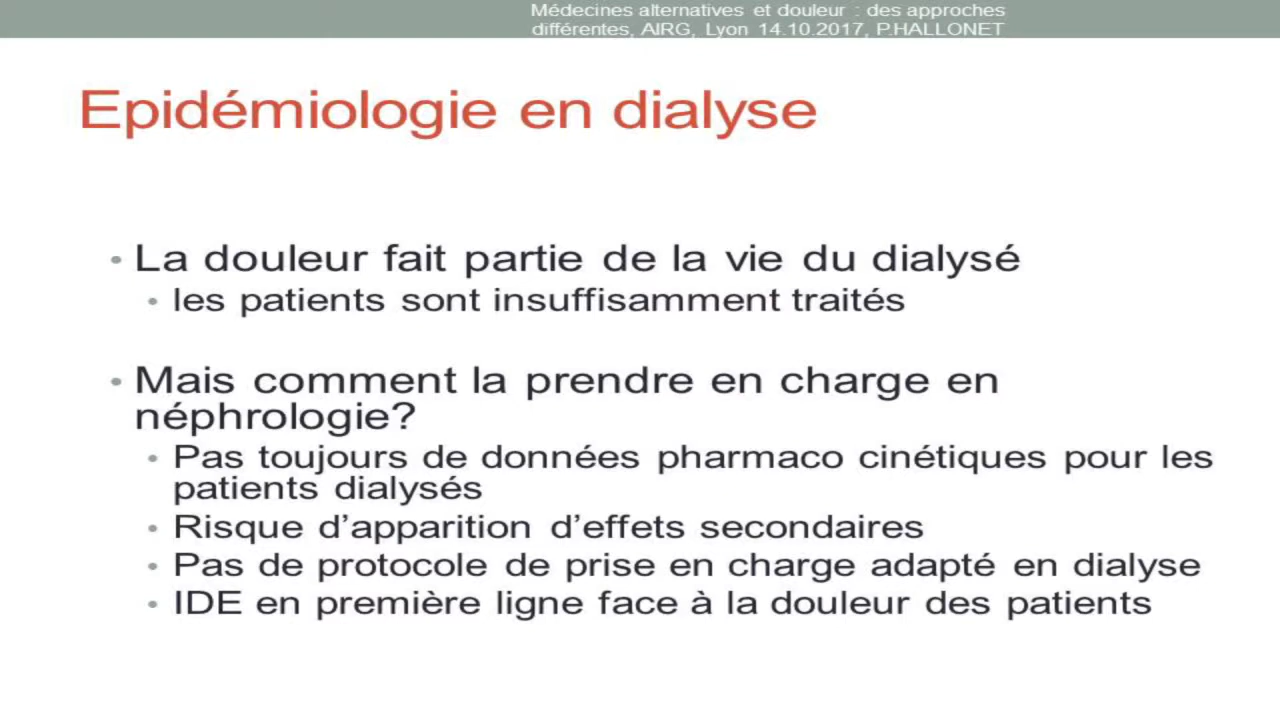 Médecines alternatives et douleur : des approches
différentes, AIRG, Lyon 14.10.2017, P.HALLONET
Epidémiologie en dialyse
• La douleur fait partie de la vie du dialysé
• les patients sont insuffisamment traités
• Mais comment la prendre en charge en
néphrologie?
• Pas toujours de données pharmaco cinétiques pour les
patients dialysés
• Risque d’apparition d’effets secondaires
• Pas de protocole de prise en charge adapté en dialyse
• IDE en première ligne face à la douleur des patients